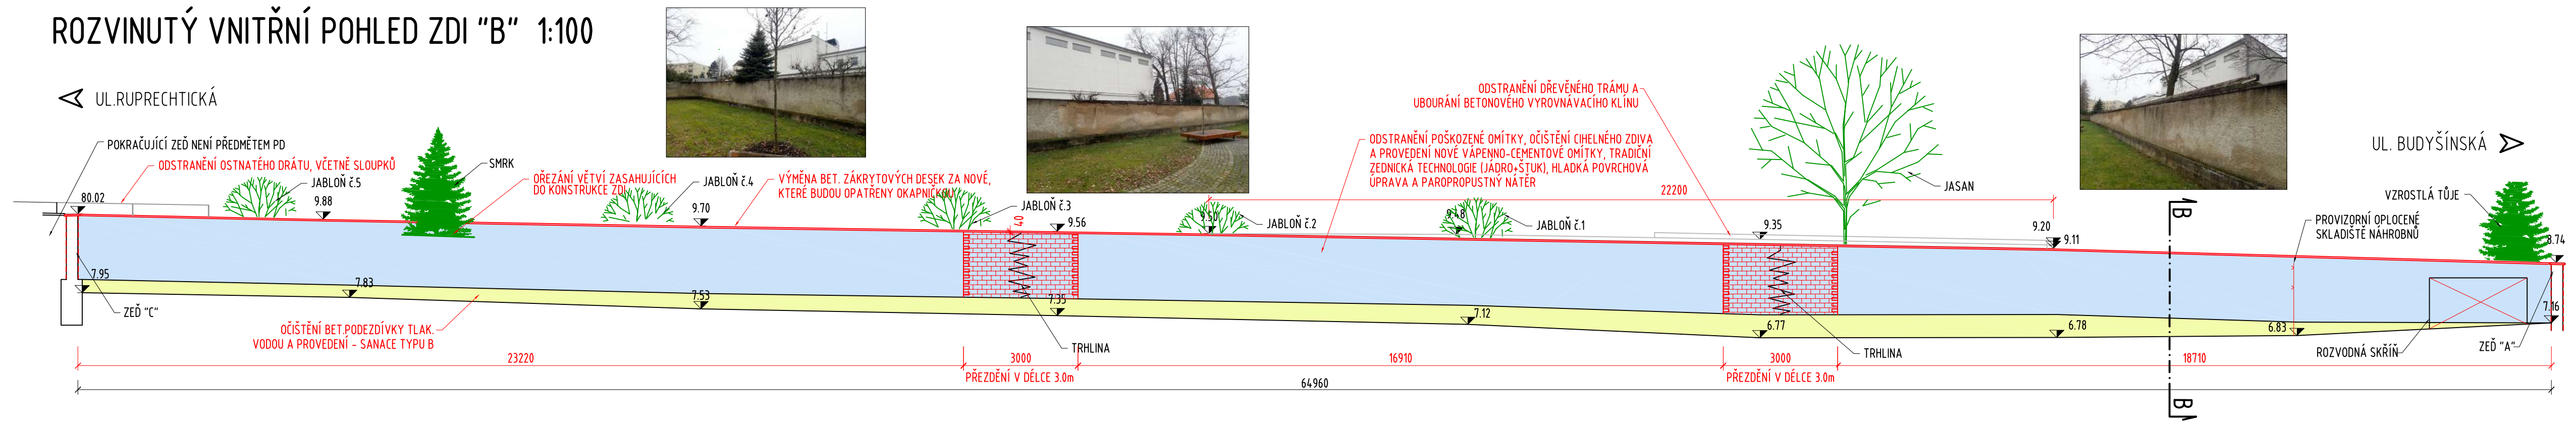 ROZVINUTÝ VNITŘNÍ POHLED ZDI "B" 1:100
UL.RUPRECHTICKÁ
UL. BUDYŠÍNSKÁ
POKRAČUJÍCÍ ZEĎ NENÍ PŘEDMĚTEM PD
ODSTRANĚNÍ OSTNATÉHO DRÁTU, VČETNĚ SLOUPKŮ
80.02
JABLOŇ č.5
9.88
SMRK
OŘEZÁNÍ VĚTVÍ ZASAHUJÍCÍCH
DO KONSTRUKCE ZDI
JABLOŇ č.4
9.70
VÝMĚNA BET. ZÁKRYTOVÝCH DESEK ZA NOVÉ,
KTERÉ BUDOU OPATŘENY OKAPNIČKOU
JABLOŇ č.3
40
9.56
9.50
JABLOŇ č.2
9.48
JABLOŇ č.1
ODSTRANĚNÍ DŘEVĚNÉHO TRÁMU A
UBOURÁNÍ BETONOVÉHO VYROVNÁVACÍHO KLÍNU
ODSTRANĚNÍ POŠKOZENÉ OMÍTKY, OČIŠTĚNÍ CIHELNÉHO ZDIVA
A PROVEDENÍ NOVÉ VÁPENNO-CEMENTOVÉ OMÍTKY, TRADIČNÍ
ZEDNICKÁ TECHNOLOGIE (JÁDRO+ŠTUK), HLADKÁ POVRCHOVÁ
ÚPRAVA A PAROPROPUSTNÝ NÁTĚR
22200
JASAN
9.35
9.20
9.11
B
VZROSTLÁ TŮJE
PROVIZORNÍ OPLOCENÉ
SKLADIŠTĚ NÁHROBNŮ
8.74
7.95
7.83
7.53
7.35
7.12
6.77
6.78
6.83
7.16
ZEĎ "C"
OČIŠTĚNÍ BET.PODEZDÍVKY TLAK.
VODOU A PROVEDENÍ - SANACE TYPU B
TRHLINA
TRHLINA
ROZVODNÁ SKŘÍŇ
ZEĎ "A"
23220
3000
16910
3000
18710
PŘEZDĚNÍ V DÉLCE 3.0m
PŘEZDĚNÍ V DÉLCE 3.0m
64960
B